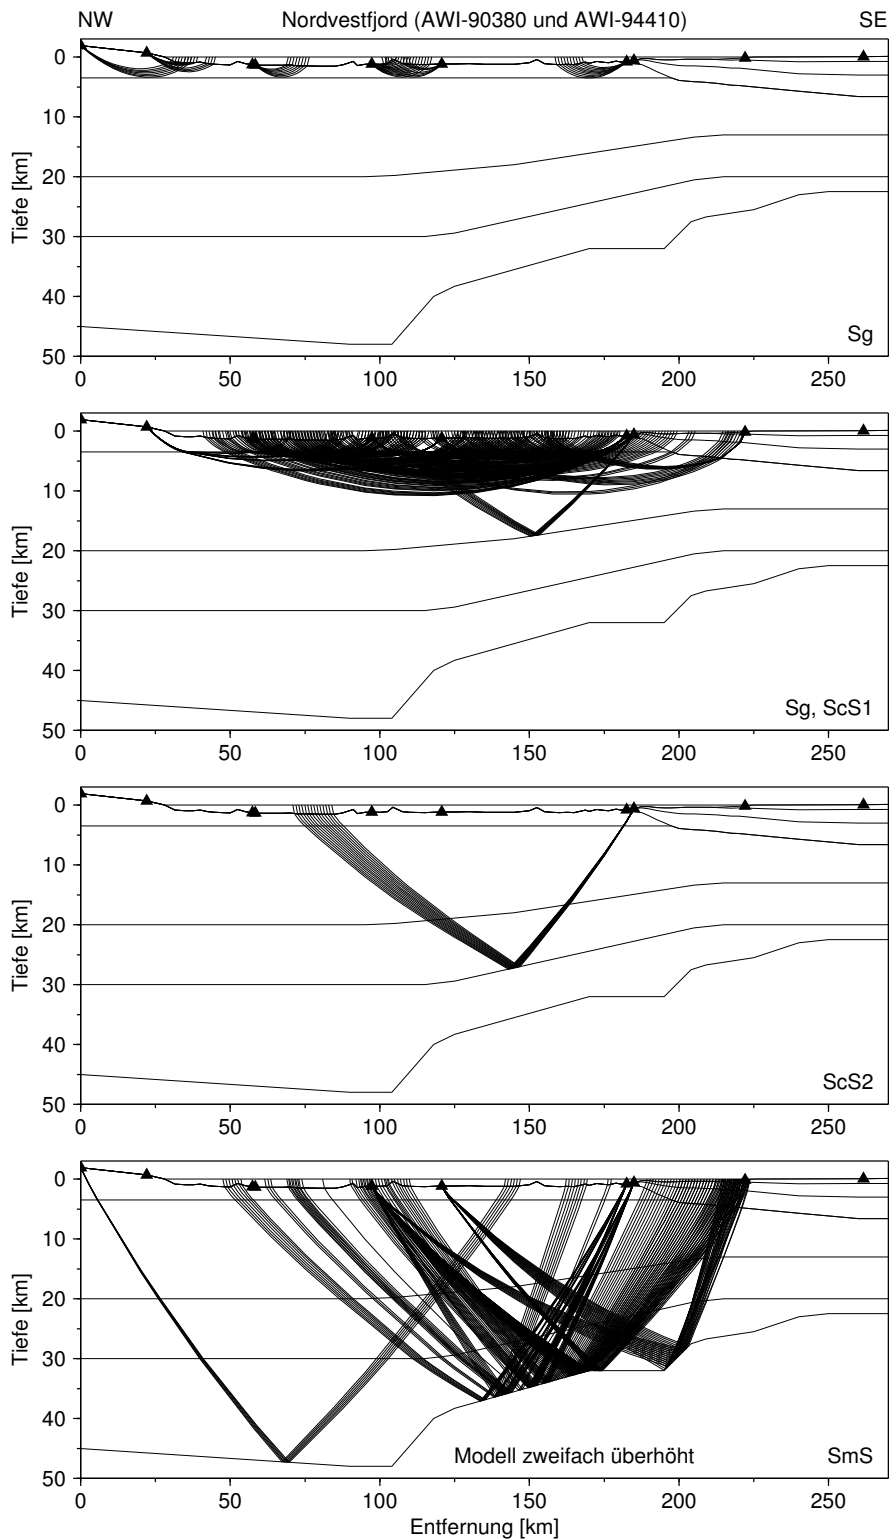 NW Nordvestfjord (AWI-90380 und AWI-94410) SE
0
10
20
30
40
50
Tiefe [km]
Sg
0 50 100 150 200 250
0
10
20
30
40
50
Tiefe [km]
Sg, ScS1
0 50 100 150 200 250
0
10
20
30
40
50
Tiefe [km]
ScS2
0 50 100 150 200 250
0
10
20
30
40
50
Tiefe [km]
Modell zweifach überhöht SmS
0 50 100 150 200 250
Entfernung [km]